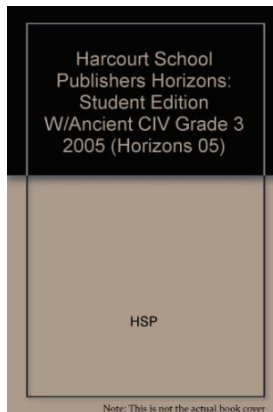 Harcourt School
Publishers Horizons:
Student Edition
W/Ancient CIV Grade 3
2005 (Horizons 05)
HSP
Note: This is not the actual book cover